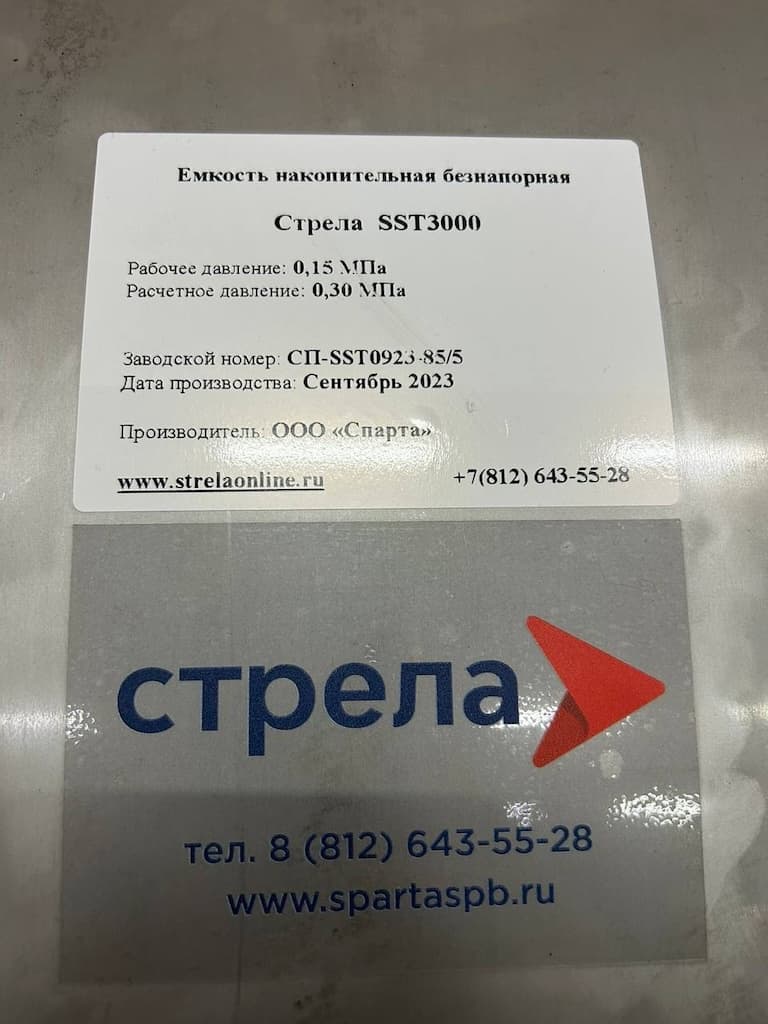 Емкость накопительная безнапорная
Стрела SST3000
Рабочее давление: 0,15 МПа
Расчетное давление: 0,30 МПа
Заводской номер: СП-SST0923-85/5
Дата производства: Сентябрь 2023
Производитель: ООО «Спарта»
www.strelaonline.ru +7(812) 643-55-28
стрела
тел. 8 (812) 643-55-28
www.spartaspb.ru